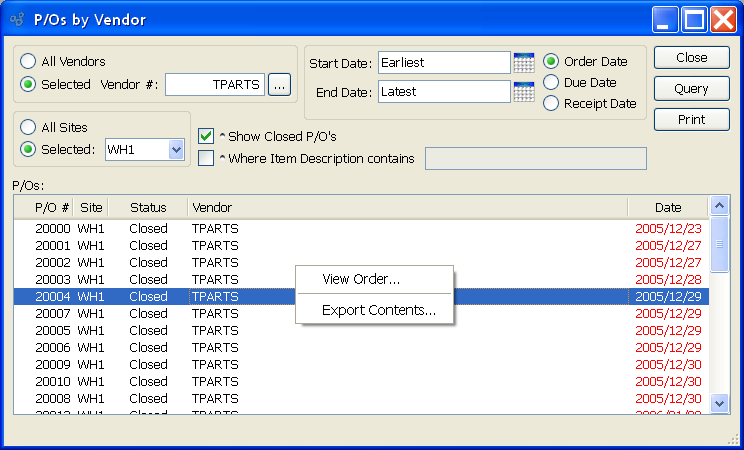 P/Os by Vendor
All Vendors
Selected Vendor #: TPARTS ...
Start Date: Earliest
End Date: Latest
Order Date
Due Date
Receipt Date
Close
Query
Print
All Sites
Selected: WH1
^ Show Closed P/O's
^ Where Item Description contains
P/Os:
P/O # Site Status Vendor Date
20000 WH1 Closed TPARTS 2005/12/23
20001 WH1 Closed TPARTS 2005/12/27
20002 WH1 Closed TPARTS 2005/12/27
20003 WH1 Closed TPARTS 2005/12/28
20004 WH1 Closed TPARTS 2005/12/29
20007 WH1 Closed TPARTS 2005/12/29
20005 WH1 Closed TPARTS 2005/12/29
20006 WH1 Closed TPARTS 2005/12/29
20009 WH1 Closed TPARTS 2005/12/30
20010 WH1 Closed TPARTS 2005/12/30
20008 WH1 Closed TPARTS 2005/12/30
View Order...
Export Contents...